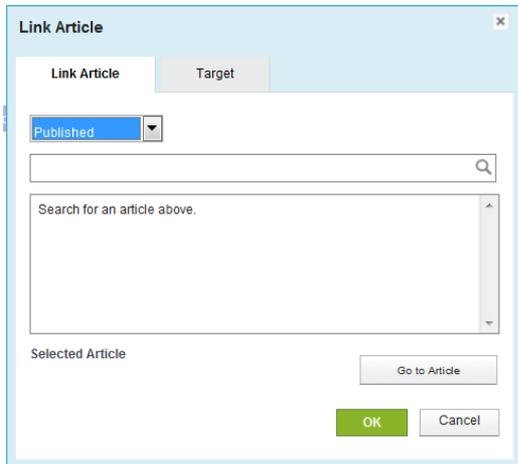 Link Article
Link Article
Target
Published
Search for an article above.
Selected Article
Go to Article
OK
Cancel